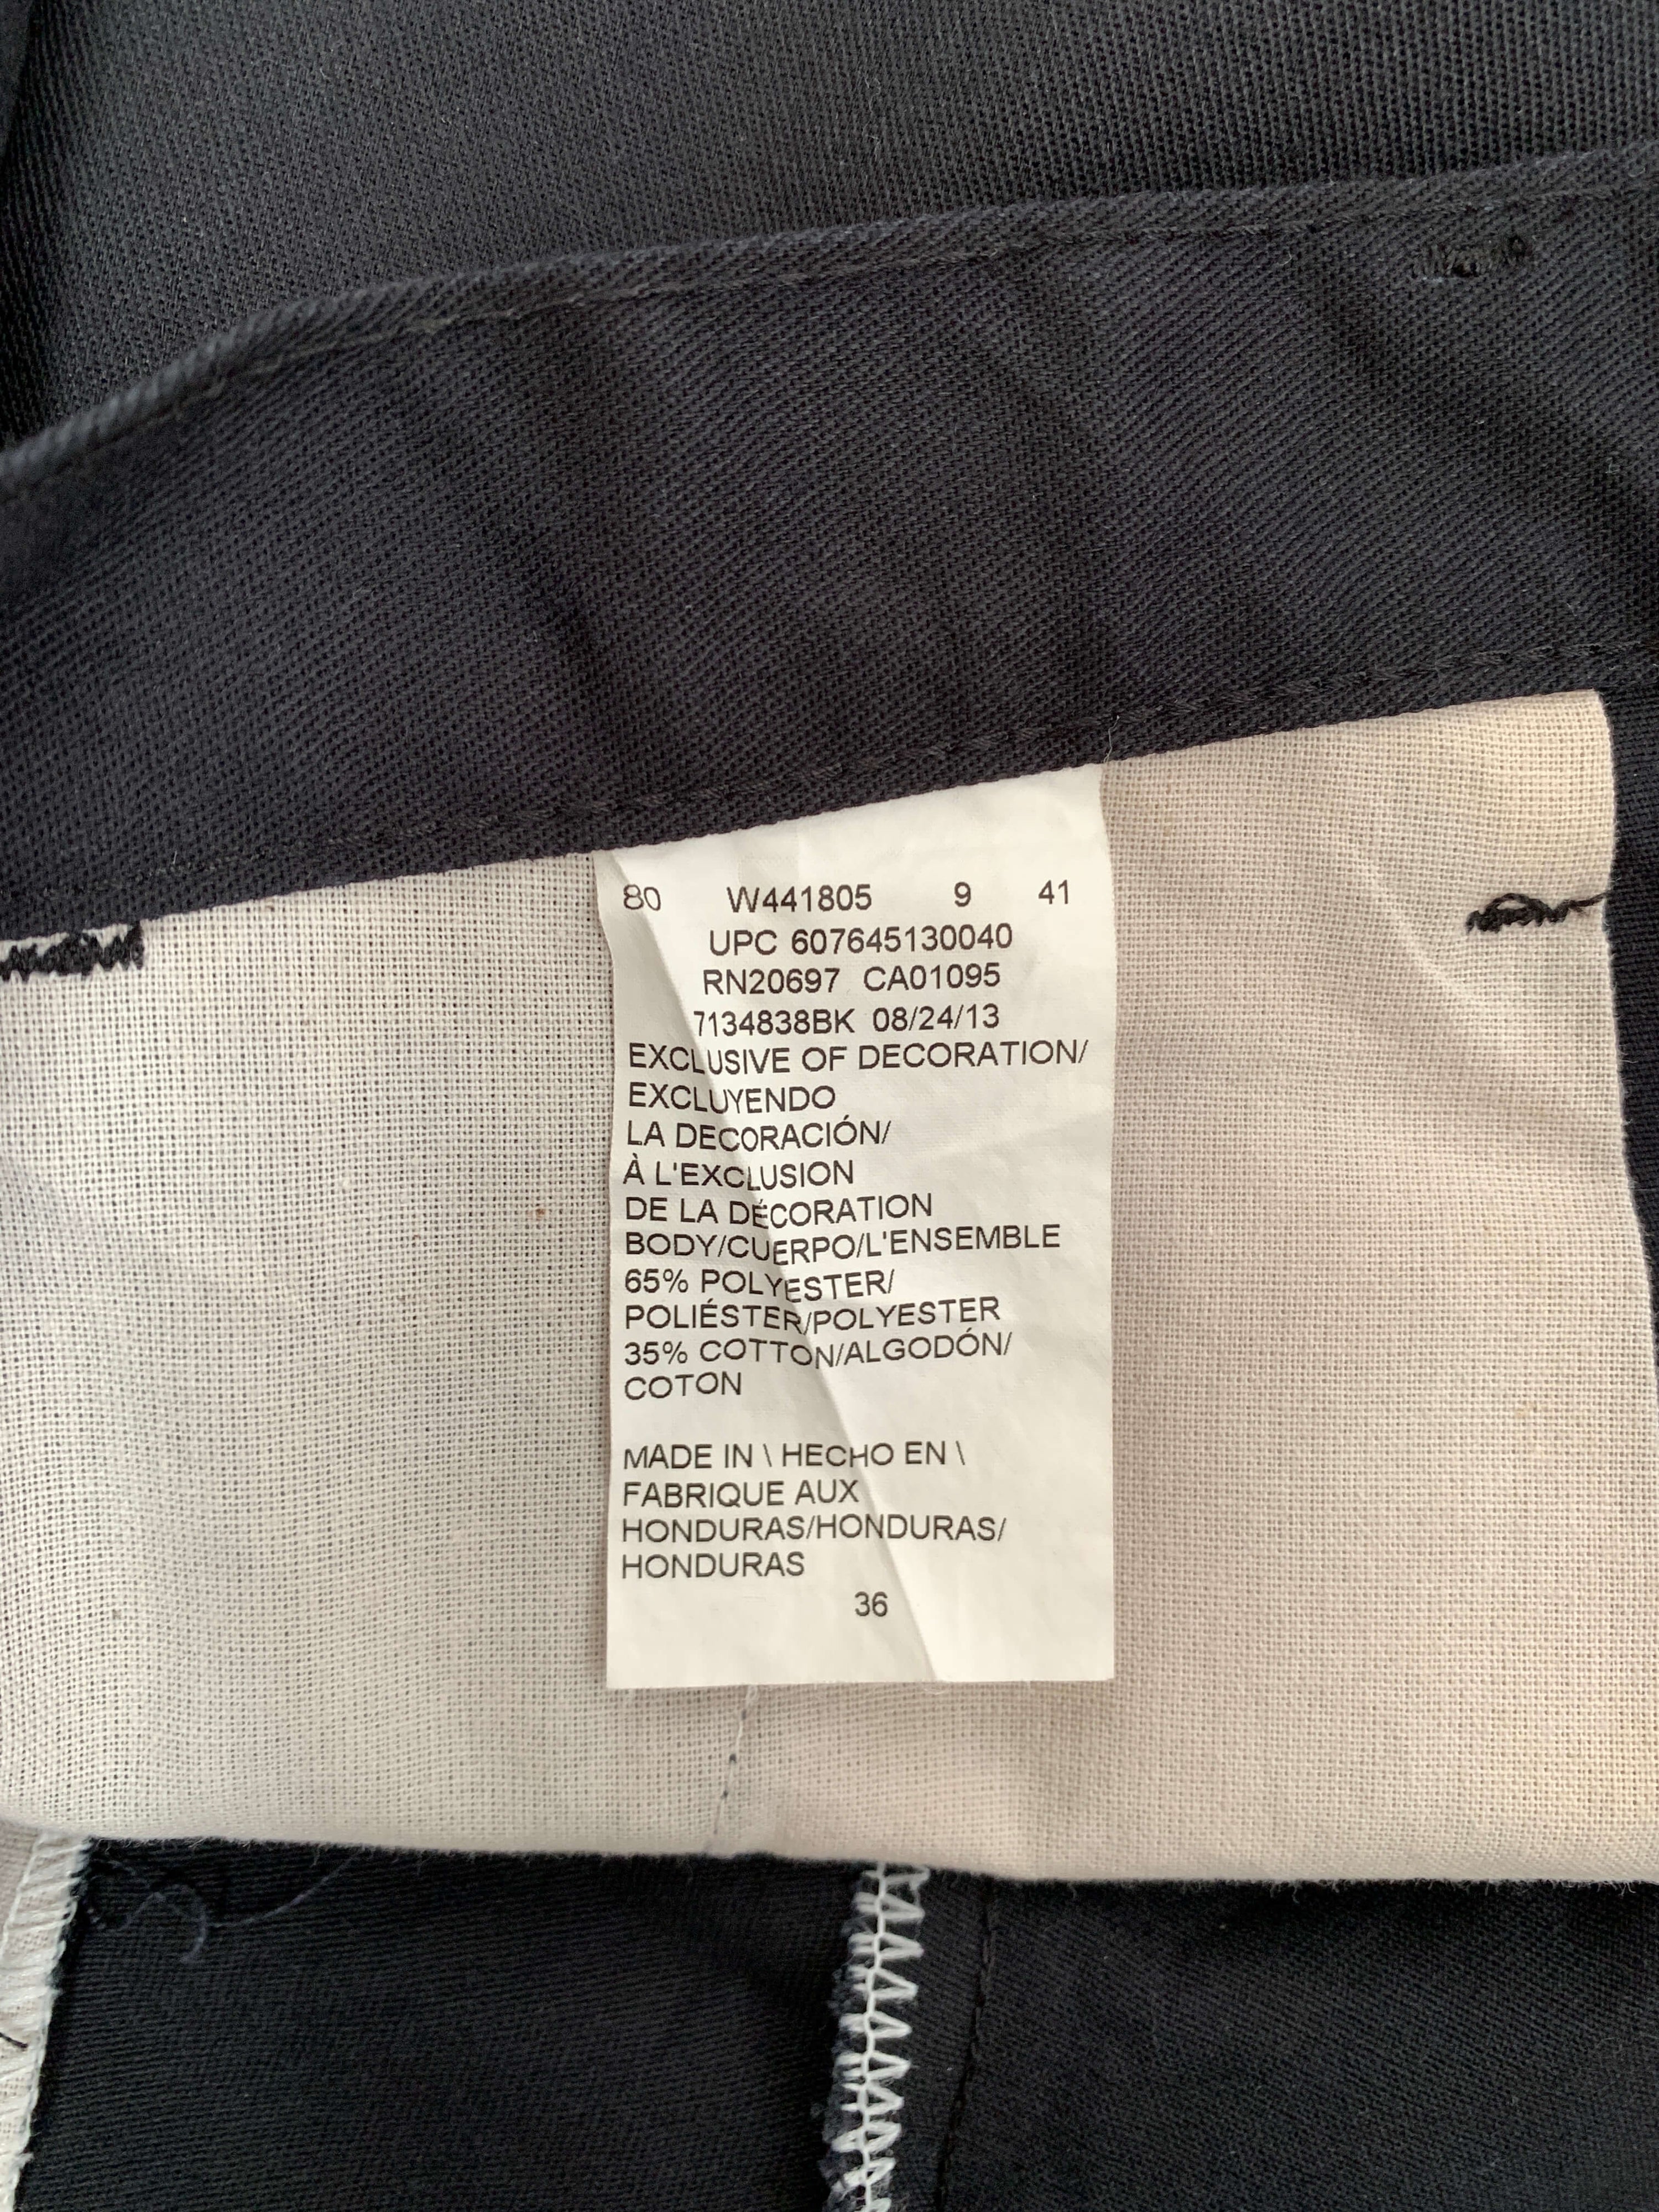 80 W441805 9 41
UPC 607645130040
RN20697 CA01095
7134838BK 08/24/13
EXCLUSIVE OF DECORATION/
EXCLUYENDO
LA DECORACIÓN/
À L'EXCLUSION
DE LA DÉCORATION
BODY/CUERPO/L'ENSEMBLE
65% POLYESTER/
POLIÉSTER/POLYESTER
35% COTTON/ALGODÓN/
COTON
MADE IN \ HECHO EN \
FABRIQUE AUX
HONDURAS/HONDURAS/
HONDURAS
36